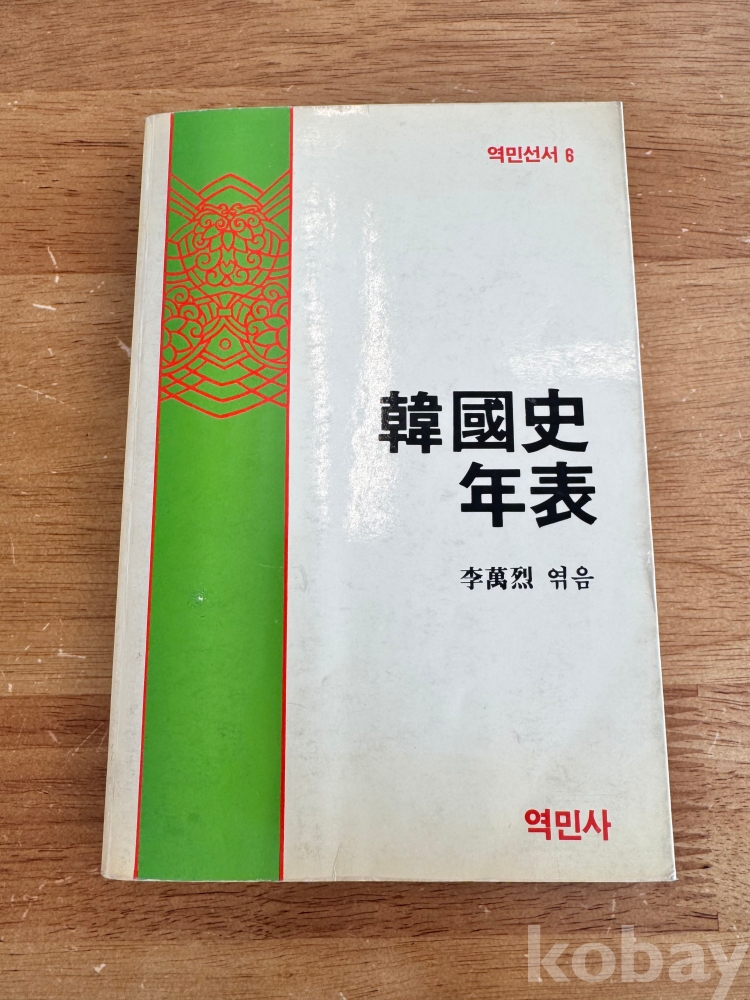 역민선서 6
韓國史
年表
李萬烈 엮음
역민사
kobay